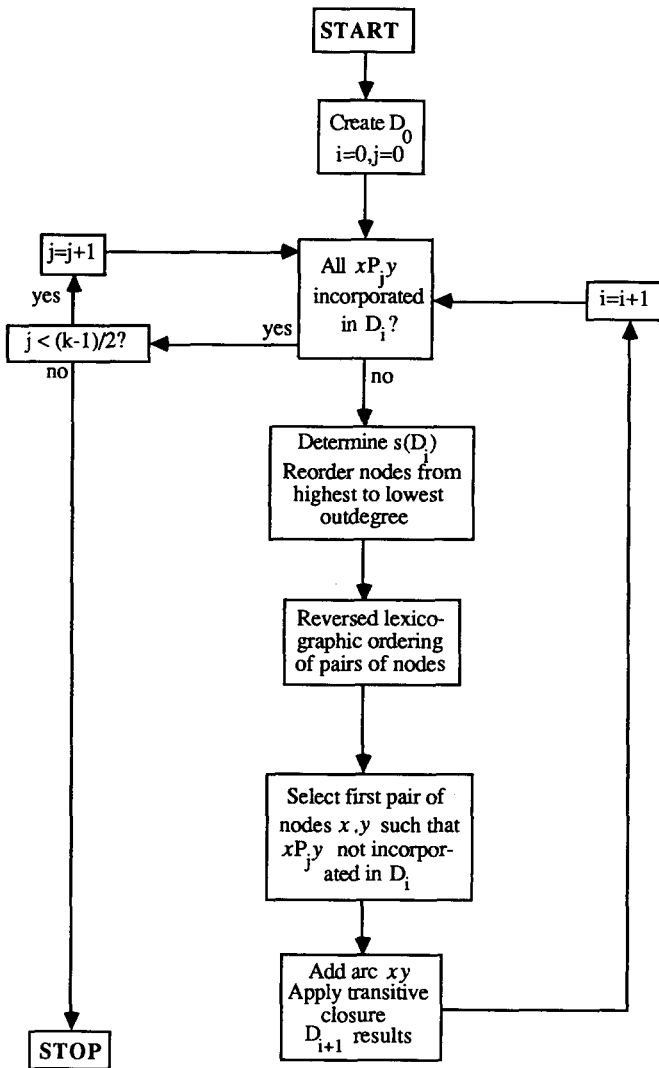 START
Create D0
i=0,j=0
j=j+1
All xPjy
incorporated
in Di?
i=i+1
yes
yes
j < (k-1)/2?
no
no
Determine s(Di)
Reorder nodes from
highest to lowest
outdegree
Reversed lexico-
graphic ordering
of pairs of nodes
Select first pair of
nodes x,y such that
xPjy not incorpor-
ated in Di
Add arc xy
Apply transitive
closure
Di+1 results
STOP